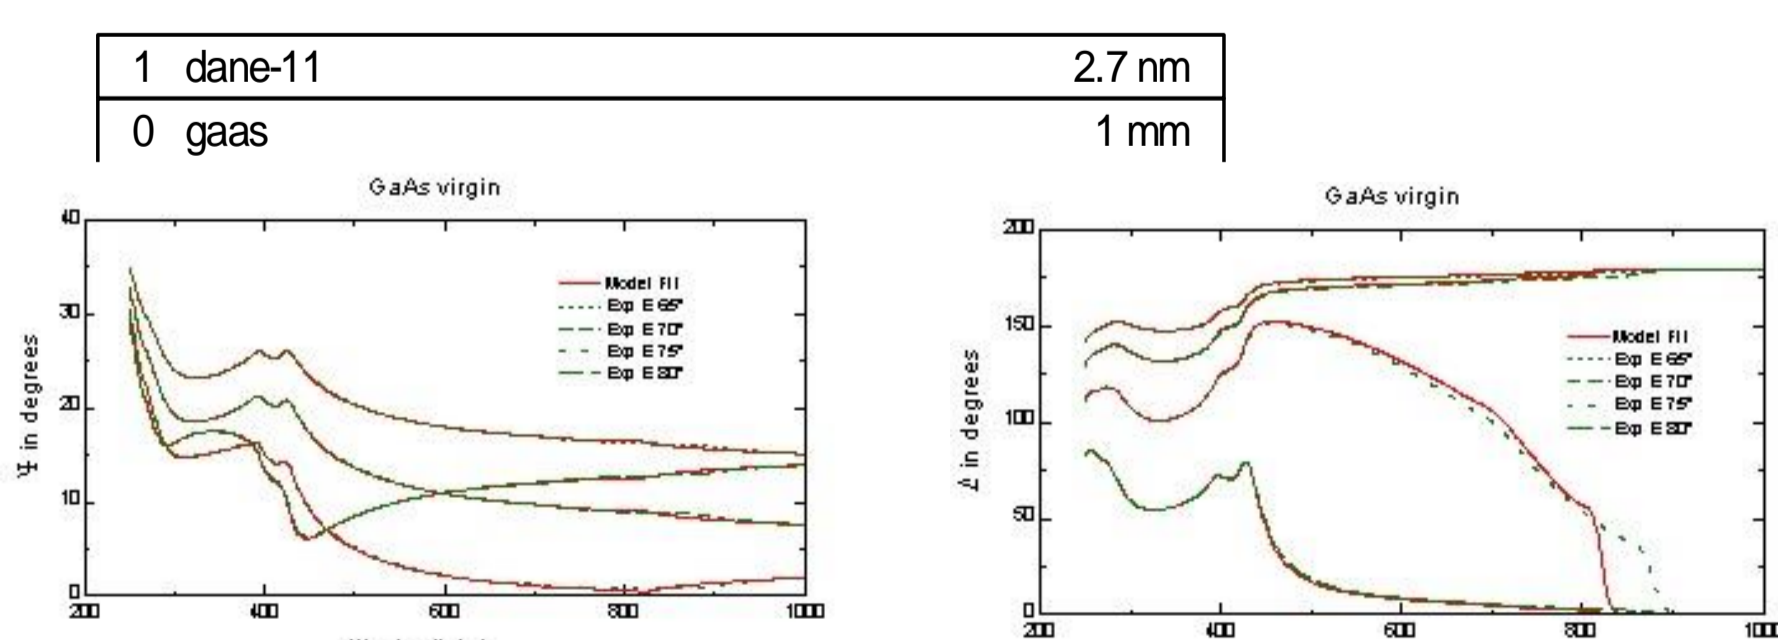 1 dane-11 2.7 nm
0 gaas 1 mm
GaAs virgin
40
30
20
10
0
Ψ in degrees
Model Fit
Exp E 65°
Exp E 70°
Exp E 75°
Exp E 80°
200 400 600 800 1000
GaAs virgin
200
150
100
50
0
Δ in degrees
Model Fit
Exp E 65°
Exp E 70°
Exp E 75°
Exp E 80°
200 400 600 800